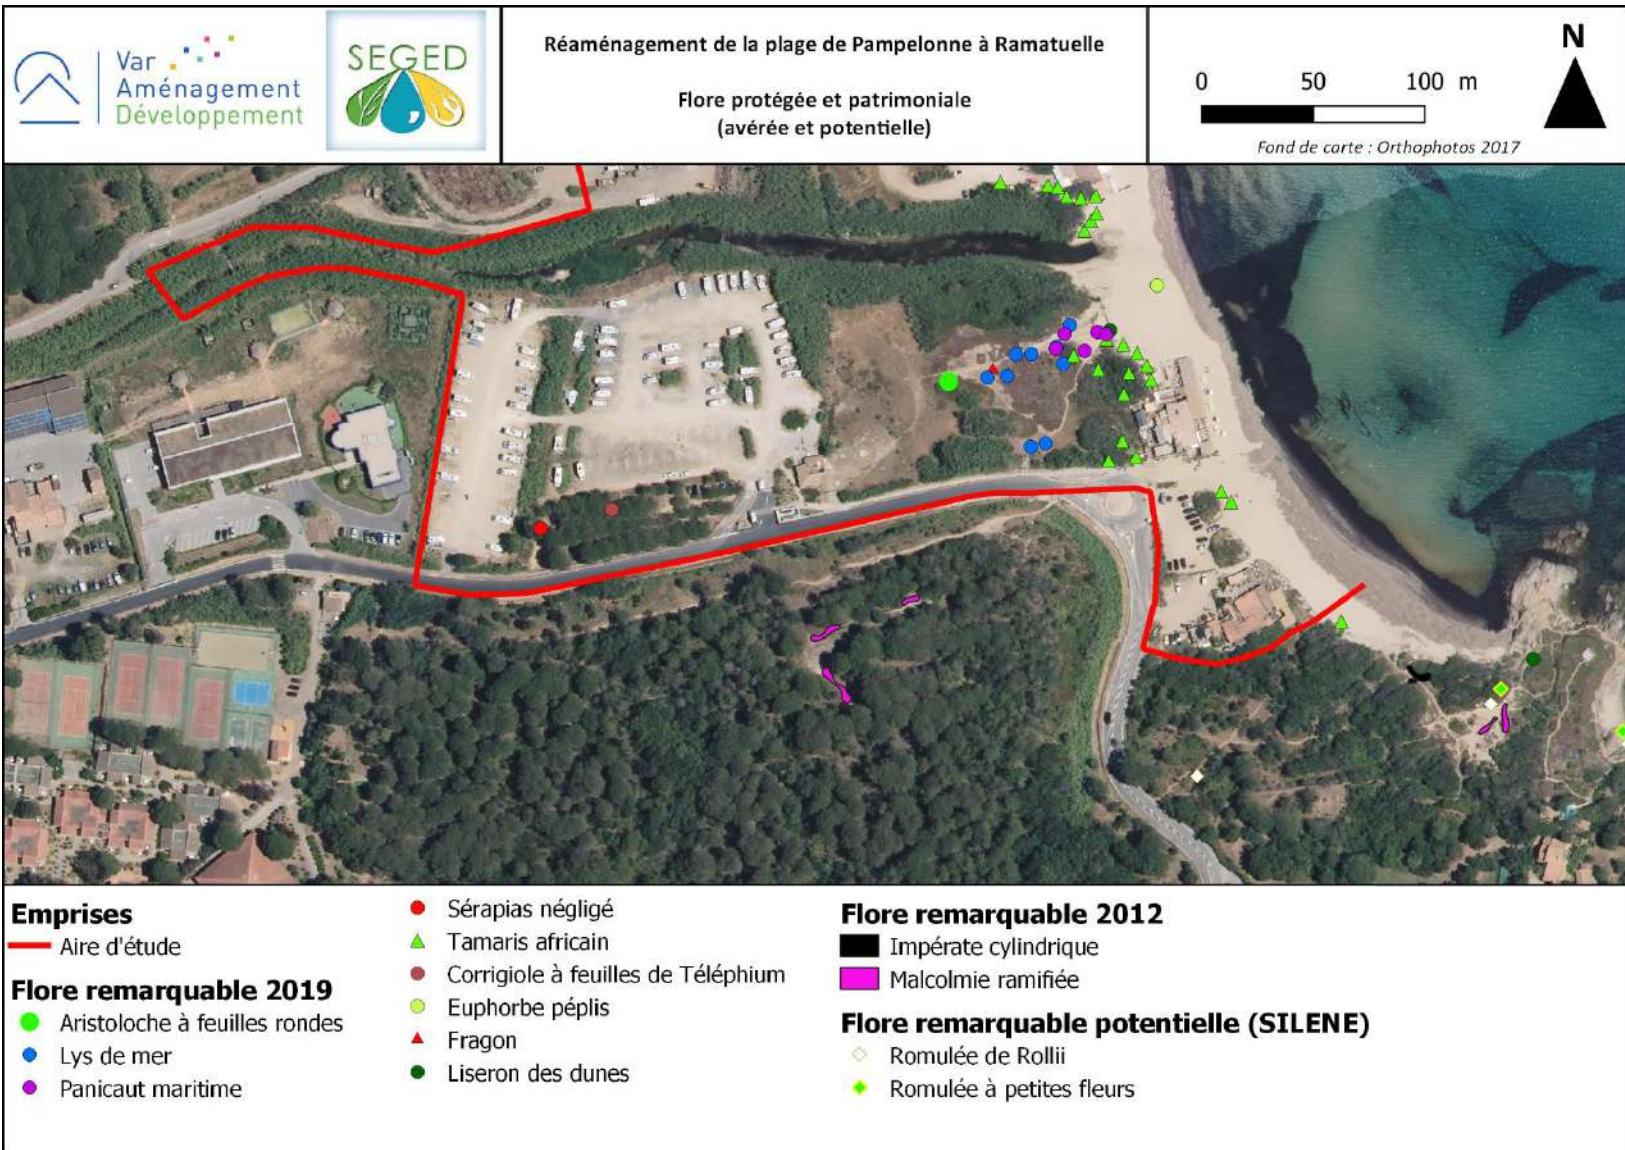 Var
Aménagement
Développement
SEGED
Réaménagement de la plage de Pampelonne à Ramatuelle
Flore protégée et patrimoniale
(avérée et potentielle)
0 50 100 m
N
Fond de carte : Orthophotos 2017
Emprises
Aire d'étude
Flore remarquable 2019
Aristoloche à feuilles rondes
Lys de mer
Panicaut maritime
Sérapias négligé
Tamaris africain
Corrigiole à feuilles de Téléphium
Euphorbe péplis
Fragon
Liseron des dunes
Flore remarquable 2012
Impérate cylindrique
Malcolmie ramifiée
Flore remarquable potentielle (SILENE)
Romulée de Rollii
Romulée à petites fleurs